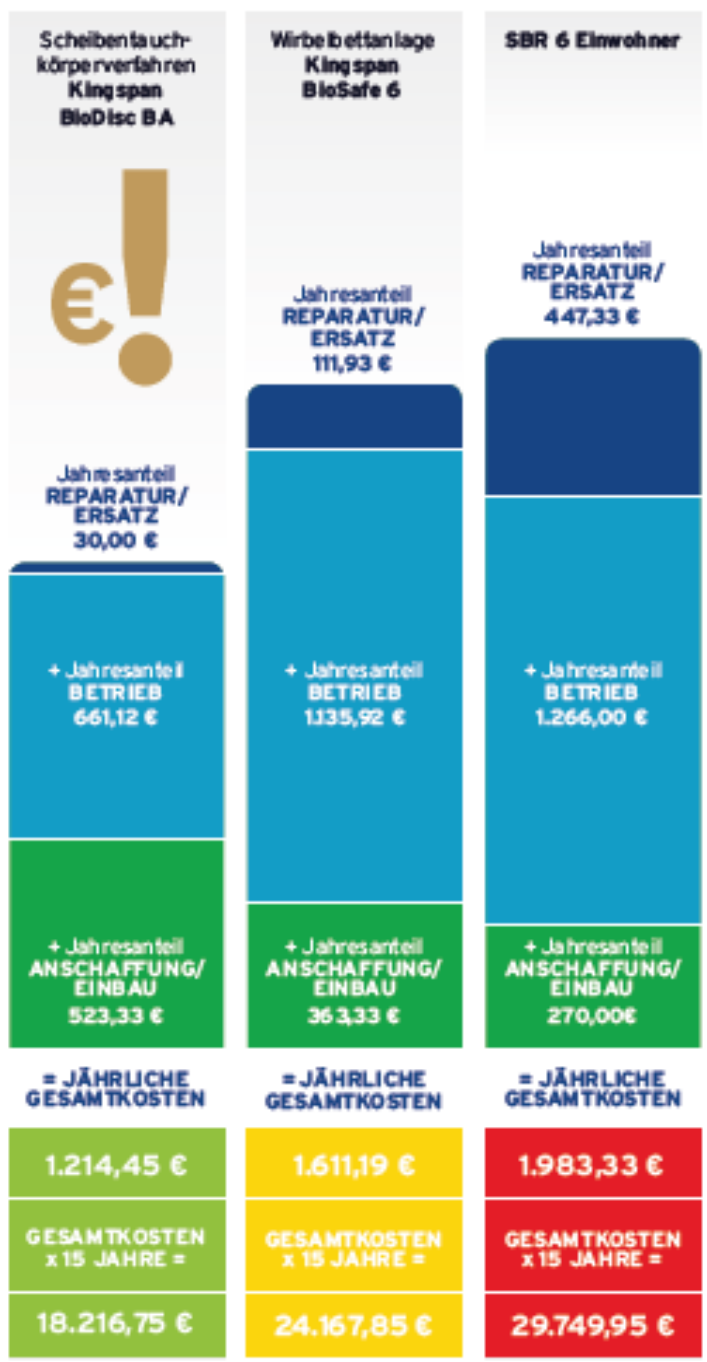 Scheibentauch-
körperverfahren
Kingspan
BioDisc BA
€!
Jahresanteil
REPARATUR/
ERSATZ
30,00 €
+ Jahresanteil
BETRIEB
661,12 €
+ Jahresanteil
ANSCHAFFUNG/
EINBAU
523,33 €
= JÄHRLICHE
GESAMTKOSTEN
1.214,45 €
GESAMTKOSTEN
x 15 JAHRE =
18.216,75 €
Wirbelbettanlage
Kingspan
BioSafe 6
Jahresanteil
REPARATUR/
ERSATZ
111,93 €
+ Jahresanteil
BETRIEB
1.135,92 €
+ Jahresanteil
ANSCHAFFUNG/
EINBAU
363,33 €
= JÄHRLICHE
GESAMTKOSTEN
1.611,19 €
GESAMTKOSTEN
x 15 JAHRE =
24.167,85 €
SBR 6 Einwohner
Jahresanteil
REPARATUR/
ERSATZ
447,33 €
+ Jahresanteil
BETRIEB
1.266,00 €
+ Jahresanteil
ANSCHAFFUNG/
EINBAU
270,00€
= JÄHRLICHE
GESAMTKOSTEN
1.983,33 €
GESAMTKOSTEN
x 15 JAHRE =
29.749,95 €